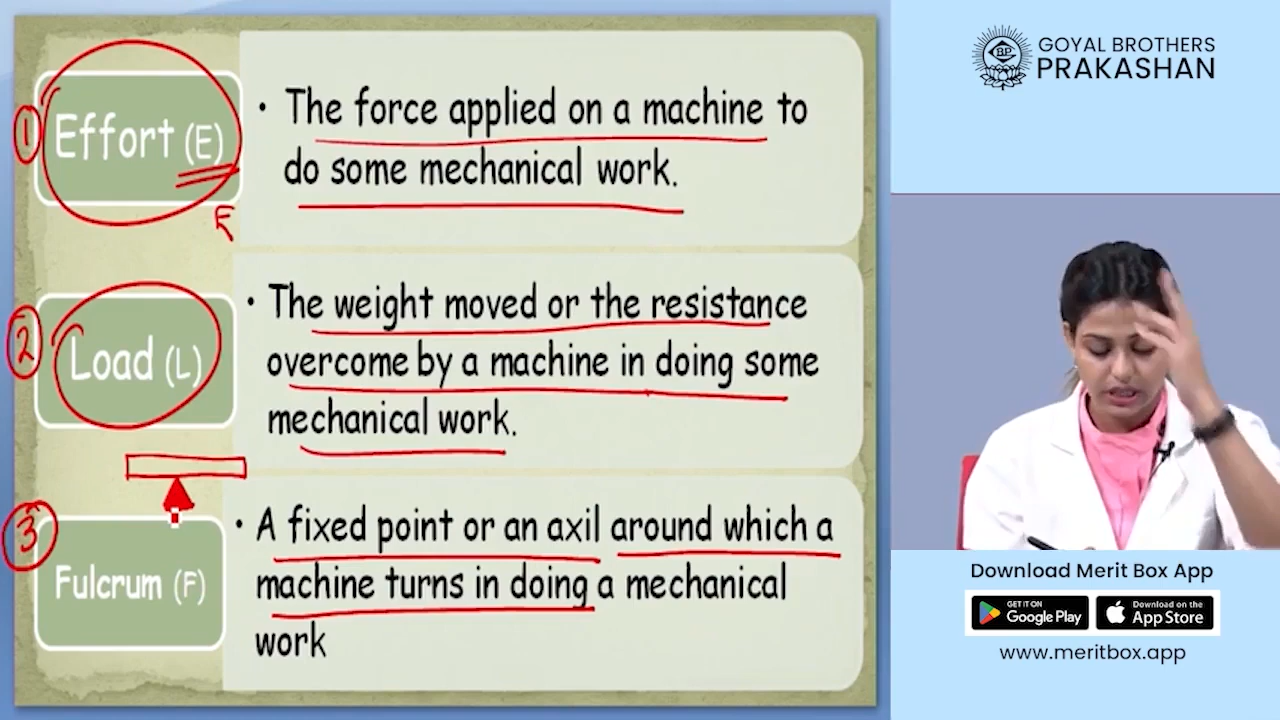 1
Effort (E)
• The force applied on a machine to
do some mechanical work.
2
Load (L)
• The weight moved or the resistance
overcome by a machine in doing some
mechanical work.
3
Fulcrum (F)
• A fixed point or an axil around which a
machine turns in doing a mechanical
work
GOYAL BROTHERS
PRAKASHAN
GBP
Download Merit Box App
GET IT ON
Google Play
Download on the
App Store
www.meritbox.app